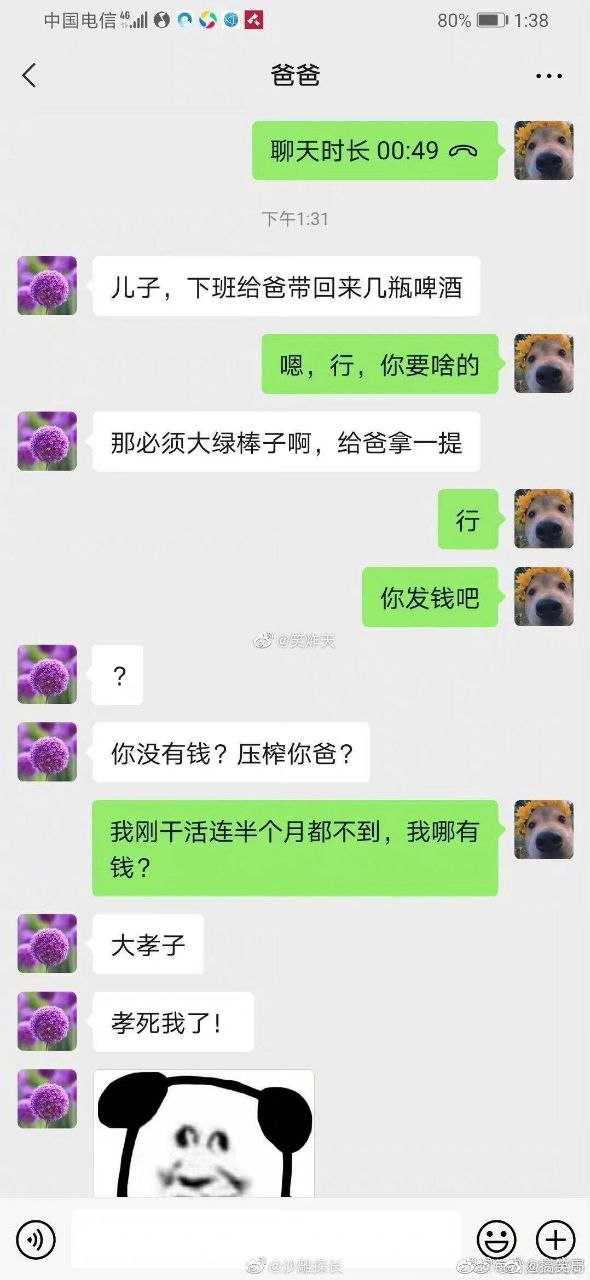 中国电信 4G 80% 1:38
爸爸
聊天时长 00:49
下午1:31
儿子，下班给爸带回来几瓶啤酒
嗯，行，你要啥的
那必须大绿棒子啊，给爸拿一提
行
你发钱吧
@笑炸天
？
你没有钱？压榨你爸？
我刚干活连半个月都不到，我哪有
钱？
大孝子
孝死我了！
@沙雕探长
@搞笑局